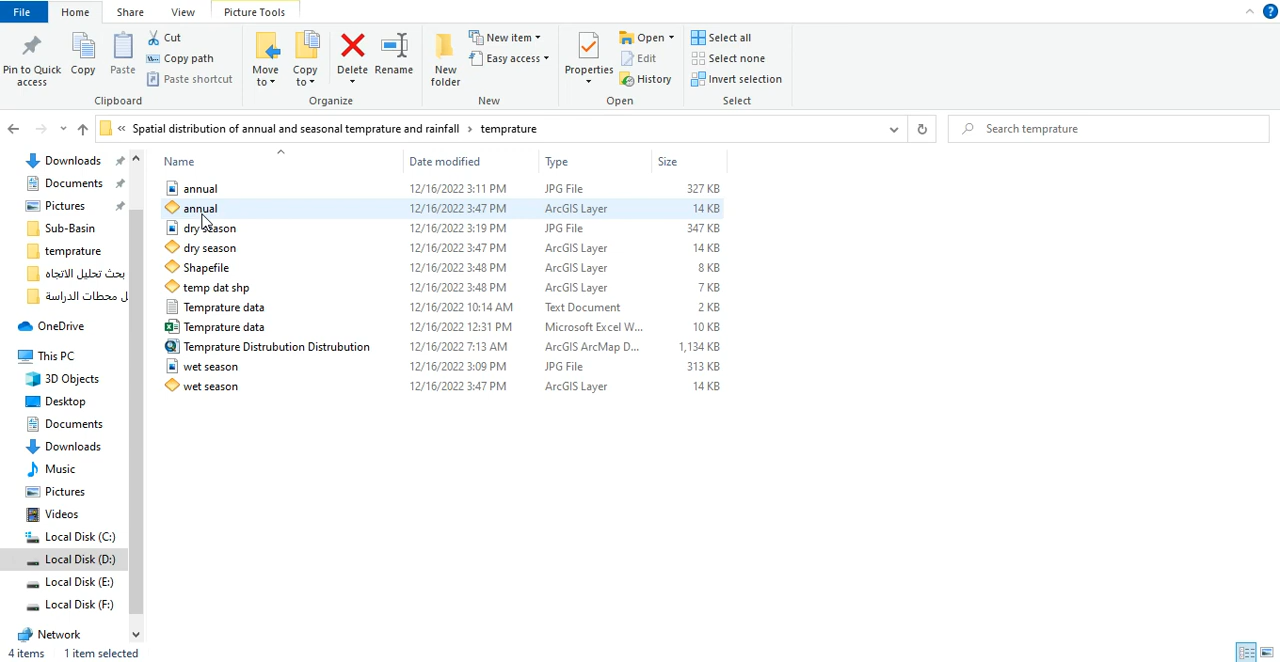 File Home Share View Picture Tools
Pin to Quick access
Copy
Paste
Cut
Copy path
Paste shortcut
Clipboard
Move to
Copy to
Delete
Rename
Organize
New folder
New item
Easy access
New
Properties
Open
Edit
History
Open
Select all
Select none
Invert selection
Select
« Spatial distribution of annual and seasonal temprature and rainfall › temprature
Search temprature
Downloads
Documents
Pictures
Sub-Basin
temprature
بحث تحليل الاتجاه
ل محطات الدراسة
OneDrive
This PC
3D Objects
Desktop
Documents
Downloads
Music
Pictures
Videos
Local Disk (C:)
Local Disk (D:)
Local Disk (E:)
Local Disk (F:)
Network
Name Date modified Type Size
annual 12/16/2022 3:11 PM JPG File 327 KB
annual 12/16/2022 3:47 PM ArcGIS Layer 14 KB
dry season 12/16/2022 3:19 PM JPG File 347 KB
dry season 12/16/2022 3:47 PM ArcGIS Layer 14 KB
Shapefile 12/16/2022 3:48 PM ArcGIS Layer 8 KB
temp dat shp 12/16/2022 3:48 PM ArcGIS Layer 7 KB
Temprature data 12/16/2022 10:14 AM Text Document 2 KB
Temprature data 12/16/2022 12:31 PM Microsoft Excel W... 10 KB
Temprature Distrubution Distrubution 12/16/2022 7:13 AM ArcGIS ArcMap D... 1,134 KB
wet season 12/16/2022 3:09 PM JPG File 313 KB
wet season 12/16/2022 3:47 PM ArcGIS Layer 14 KB
4 items 1 item selected